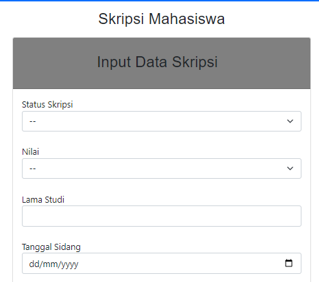 Skripsi Mahasiswa
Input Data Skripsi
Status Skripsi
--
Nilai
--
Lama Studi
Tanggal Sidang
dd/mm/yyyy